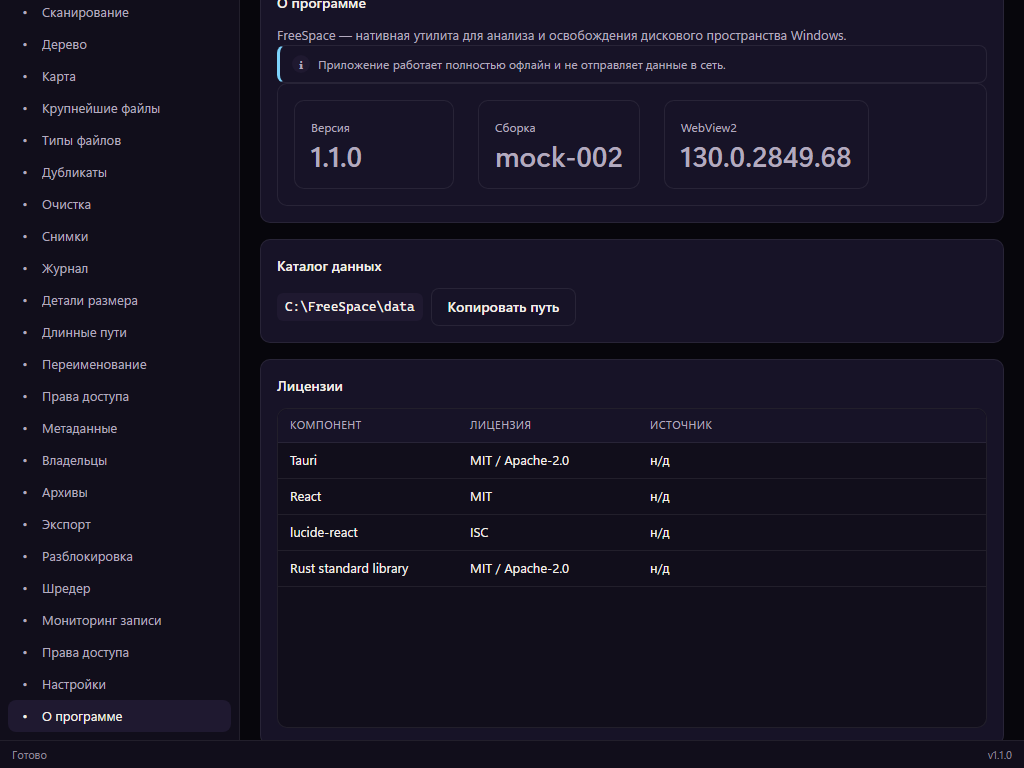 Сканирование
Дерево
Карта
Крупнейшие файлы
Типы файлов
Дубликаты
Очистка
Снимки
Журнал
Детали размера
Длинные пути
Переименование
Права доступа
Метаданные
Владельцы
Архивы
Экспорт
Разблокировка
Шредер
Мониторинг записи
Права доступа
Настройки
О программе
О программе
FreeSpace — нативная утилита для анализа и освобождения дискового пространства Windows.
i Приложение работает полностью офлайн и не отправляет данные в сеть.
Версия
1.1.0
Сборка
mock-002
WebView2
130.0.2849.68
Каталог данных
C:\FreeSpace\data Копировать путь
Лицензии
КОМПОНЕНТ ЛИЦЕНЗИЯ ИСТОЧНИК
Tauri MIT / Apache-2.0 н/д
React MIT н/д
lucide-react ISC н/д
Rust standard library MIT / Apache-2.0 н/д
Готово v1.1.0